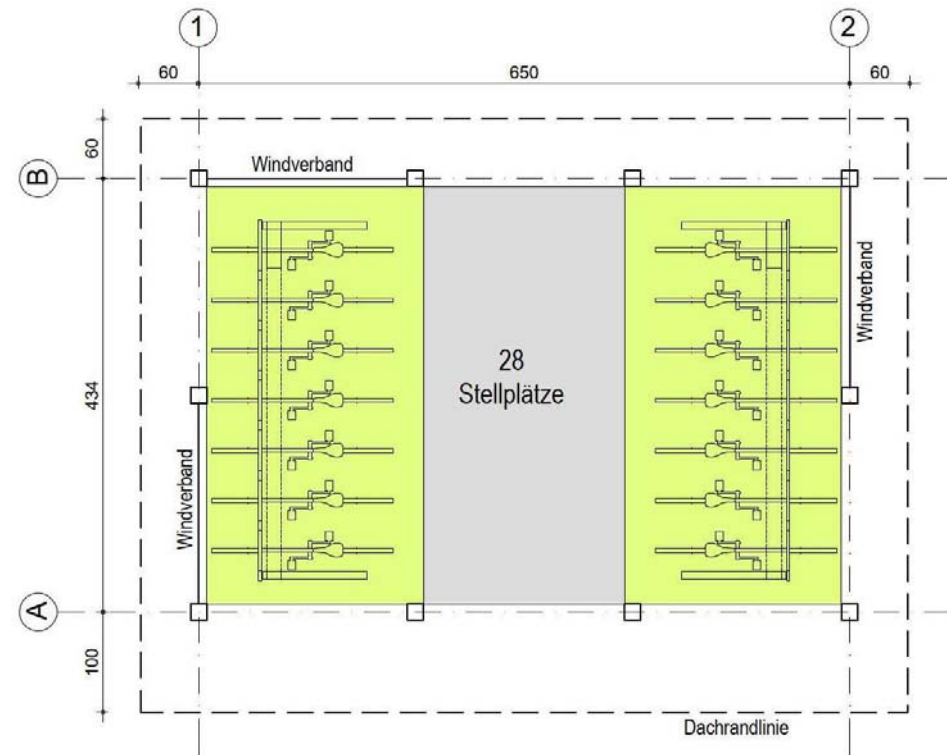 1
2
60
650
60
60
B
Windverband
Windverband
434
28
Stellplätze
Windverband
A
100
Dachrandlinie